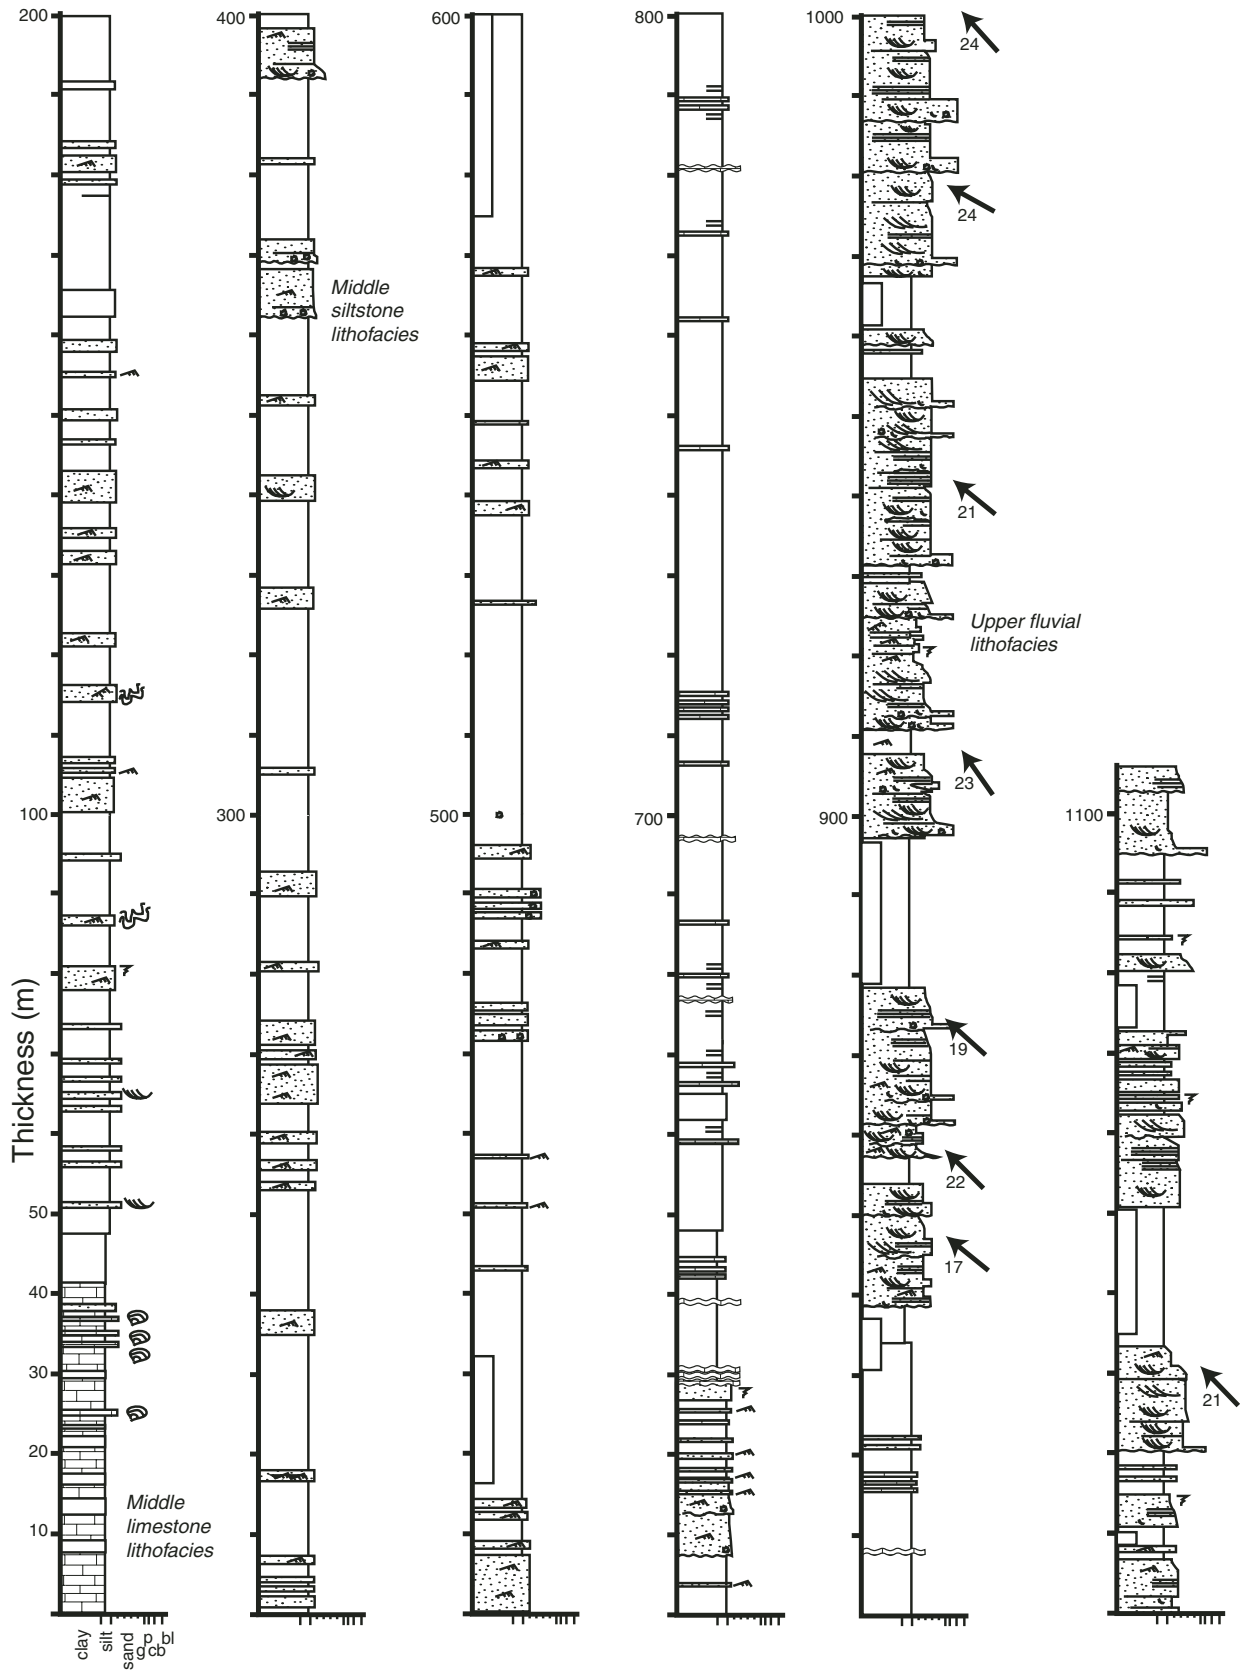 200
400
600
800
1000
24
24
Middle
siltstone
lithofacies
21
Upper fluvial
lithofacies
23
100
300
500
700
900
1100
Thickness (m)
19
22
50
17
40
30
21
20
10
Middle
limestone
lithofacies
clay
silt
sand
g
p
cb
bl